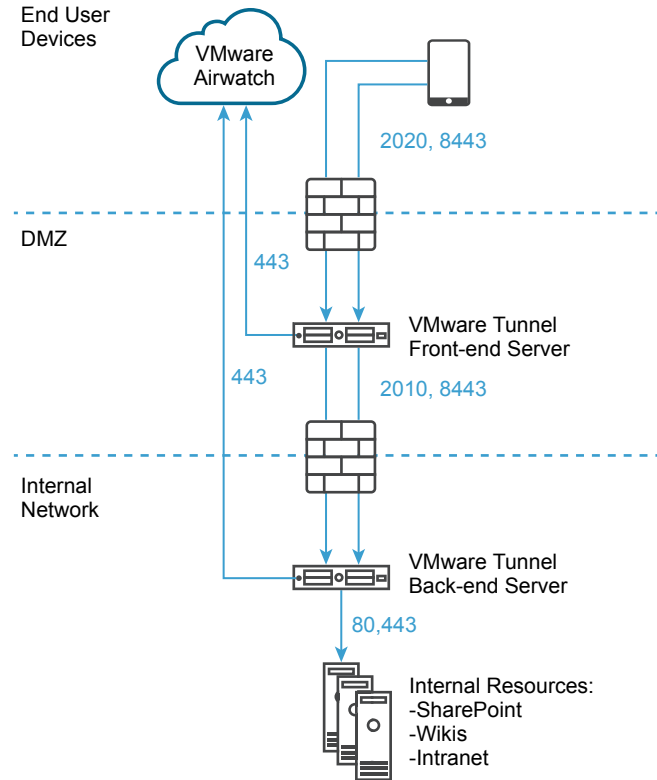 End User
Devices
VMware
Airwatch
2020, 8443
DMZ
443
VMware Tunnel
Front-end Server
443
2010, 8443
Internal
Network
VMware Tunnel
Back-end Server
80,443
Internal Resources:
-SharePoint
-Wikis
-Intranet